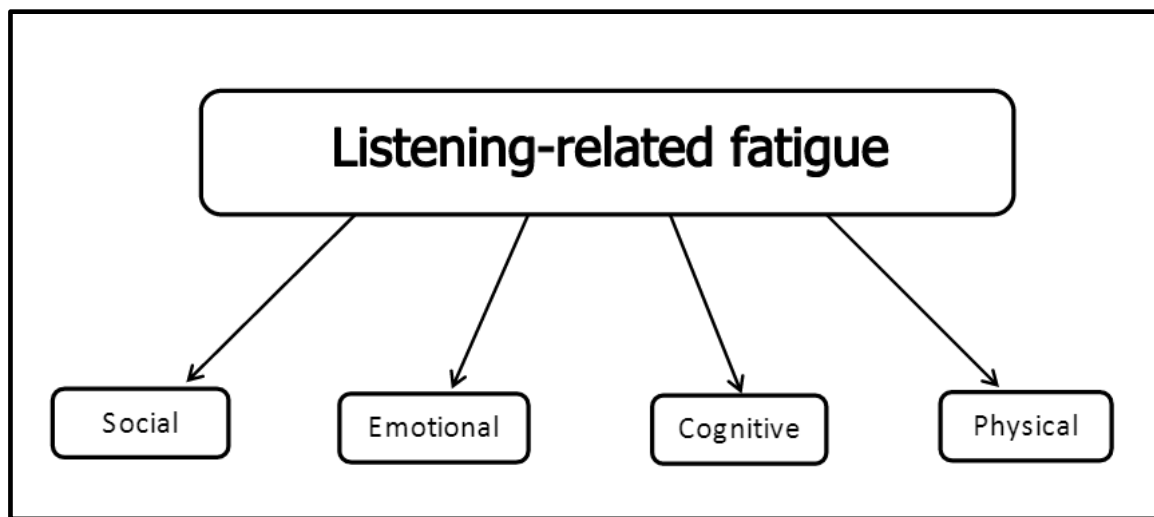 Listening-related fatigue
Social
Emotional
Cognitive
Physical